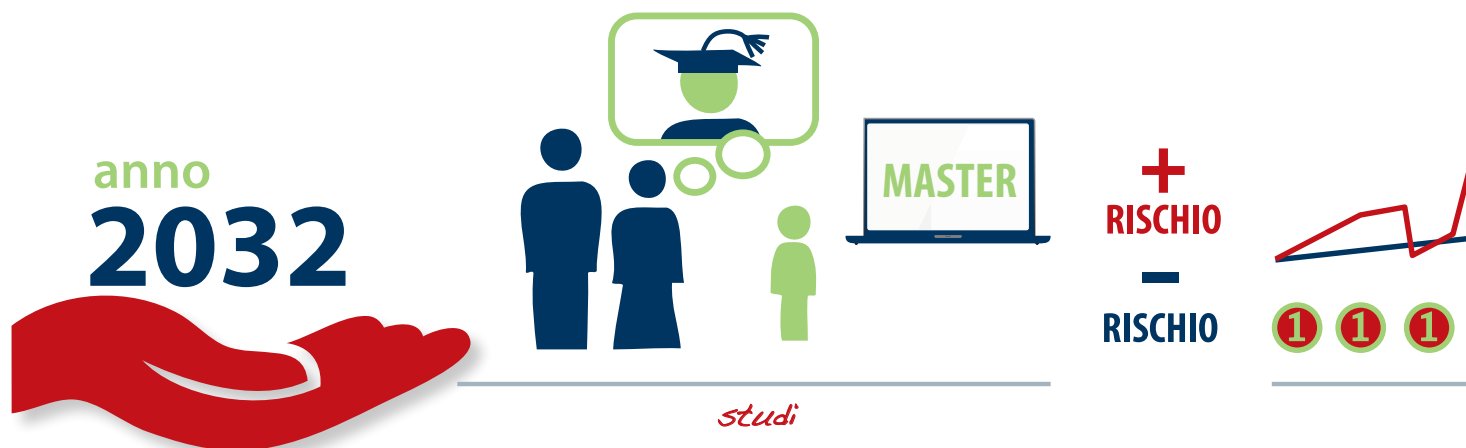 anno
2032
MASTER
+
RISCHIO
−
RISCHIO
1 1 1
studi